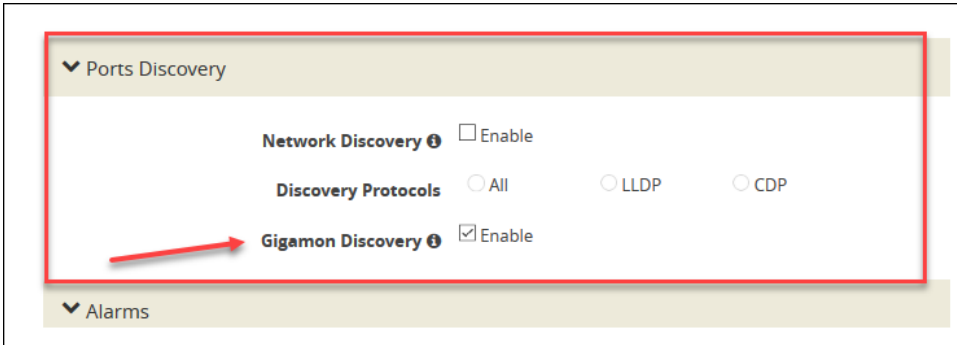 Ports Discovery
Network Discovery Enable
Discovery Protocols All LLDP CDP
Gigamon Discovery Enable
Alarms